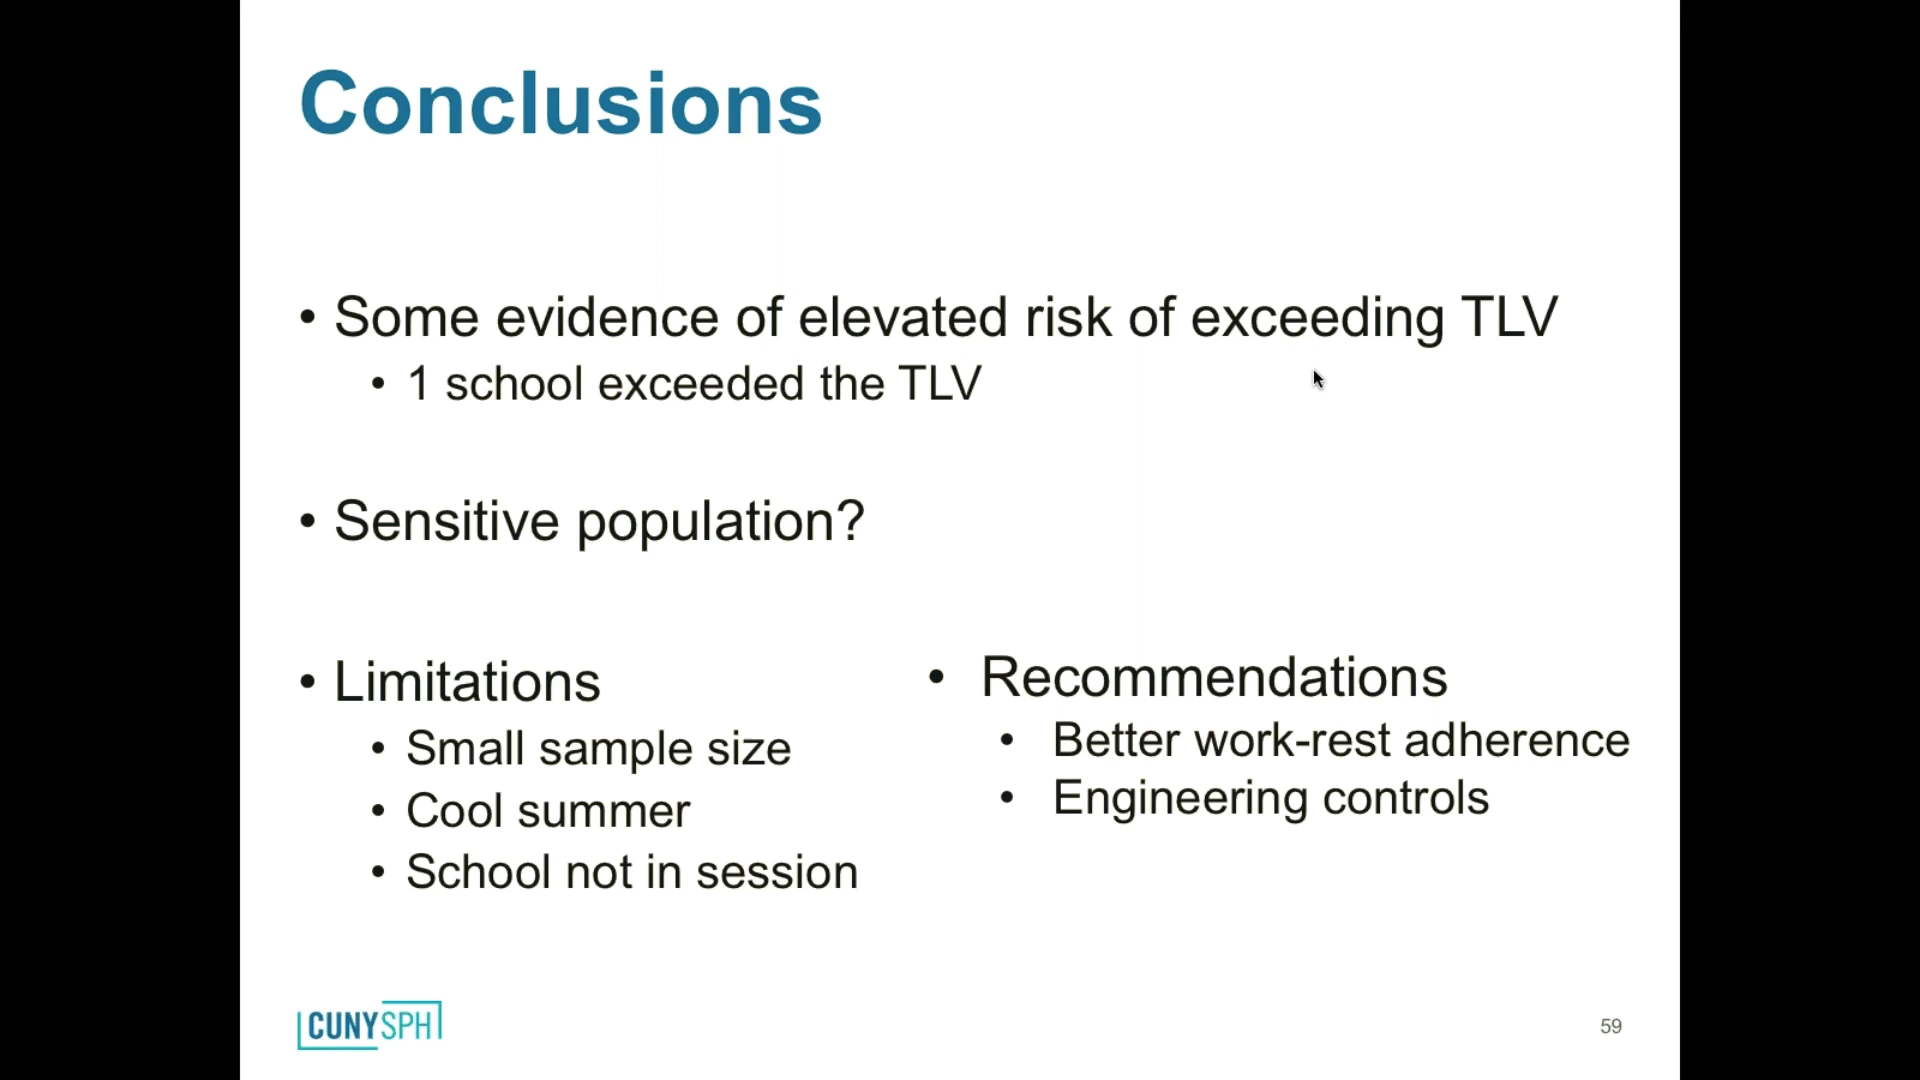 Conclusions
• Some evidence of elevated risk of exceeding TLV
• 1 school exceeded the TLV
• Sensitive population?
• Limitations
• Small sample size
• Cool summer
• School not in session
• Recommendations
• Better work-rest adherence
• Engineering controls
CUNYSPH
59